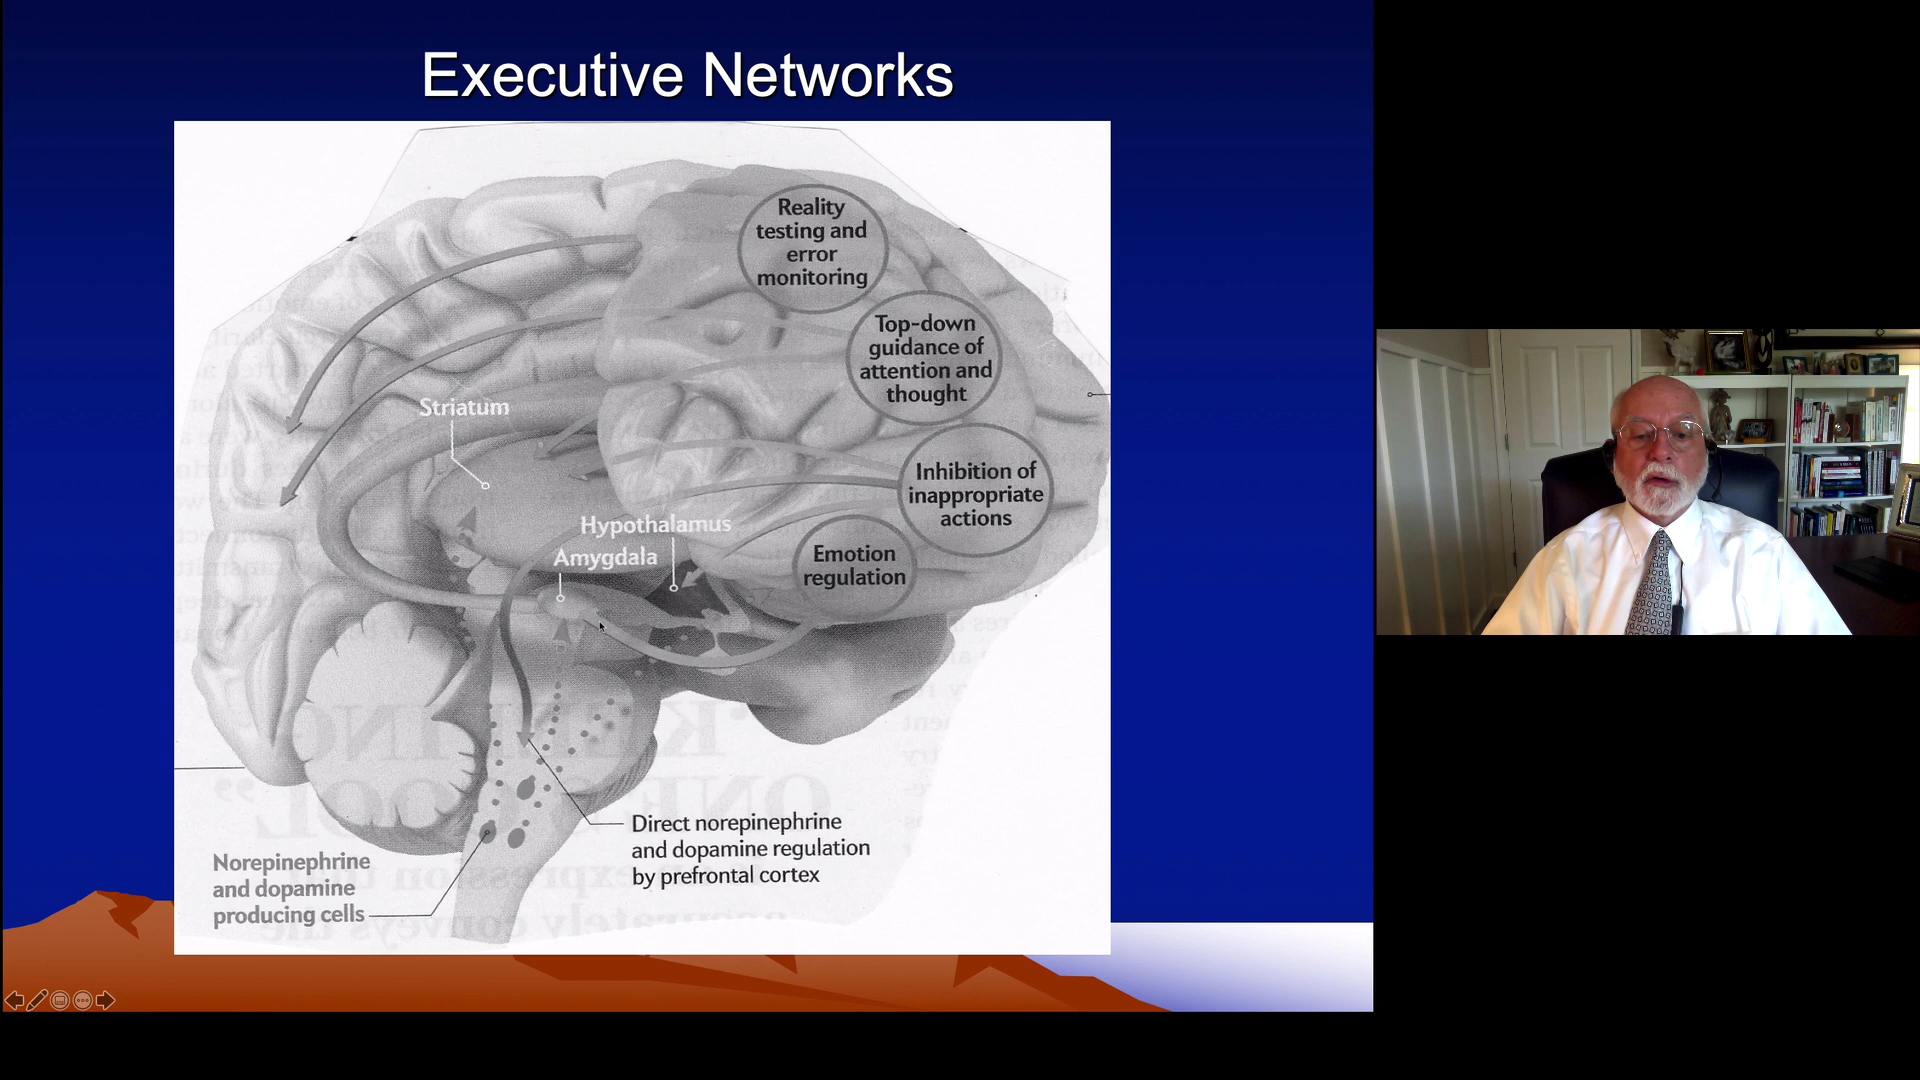 Executive Networks
Reality
testing and
error
monitoring
Top-down
guidance of
attention and
thought
Striatum
Inhibition of
inappropriate
actions
Hypothalamus
Amygdala
Emotion
regulation
Direct norepinephrine
and dopamine regulation
by prefrontal cortex
Norepinephrine
and dopamine
producing cells